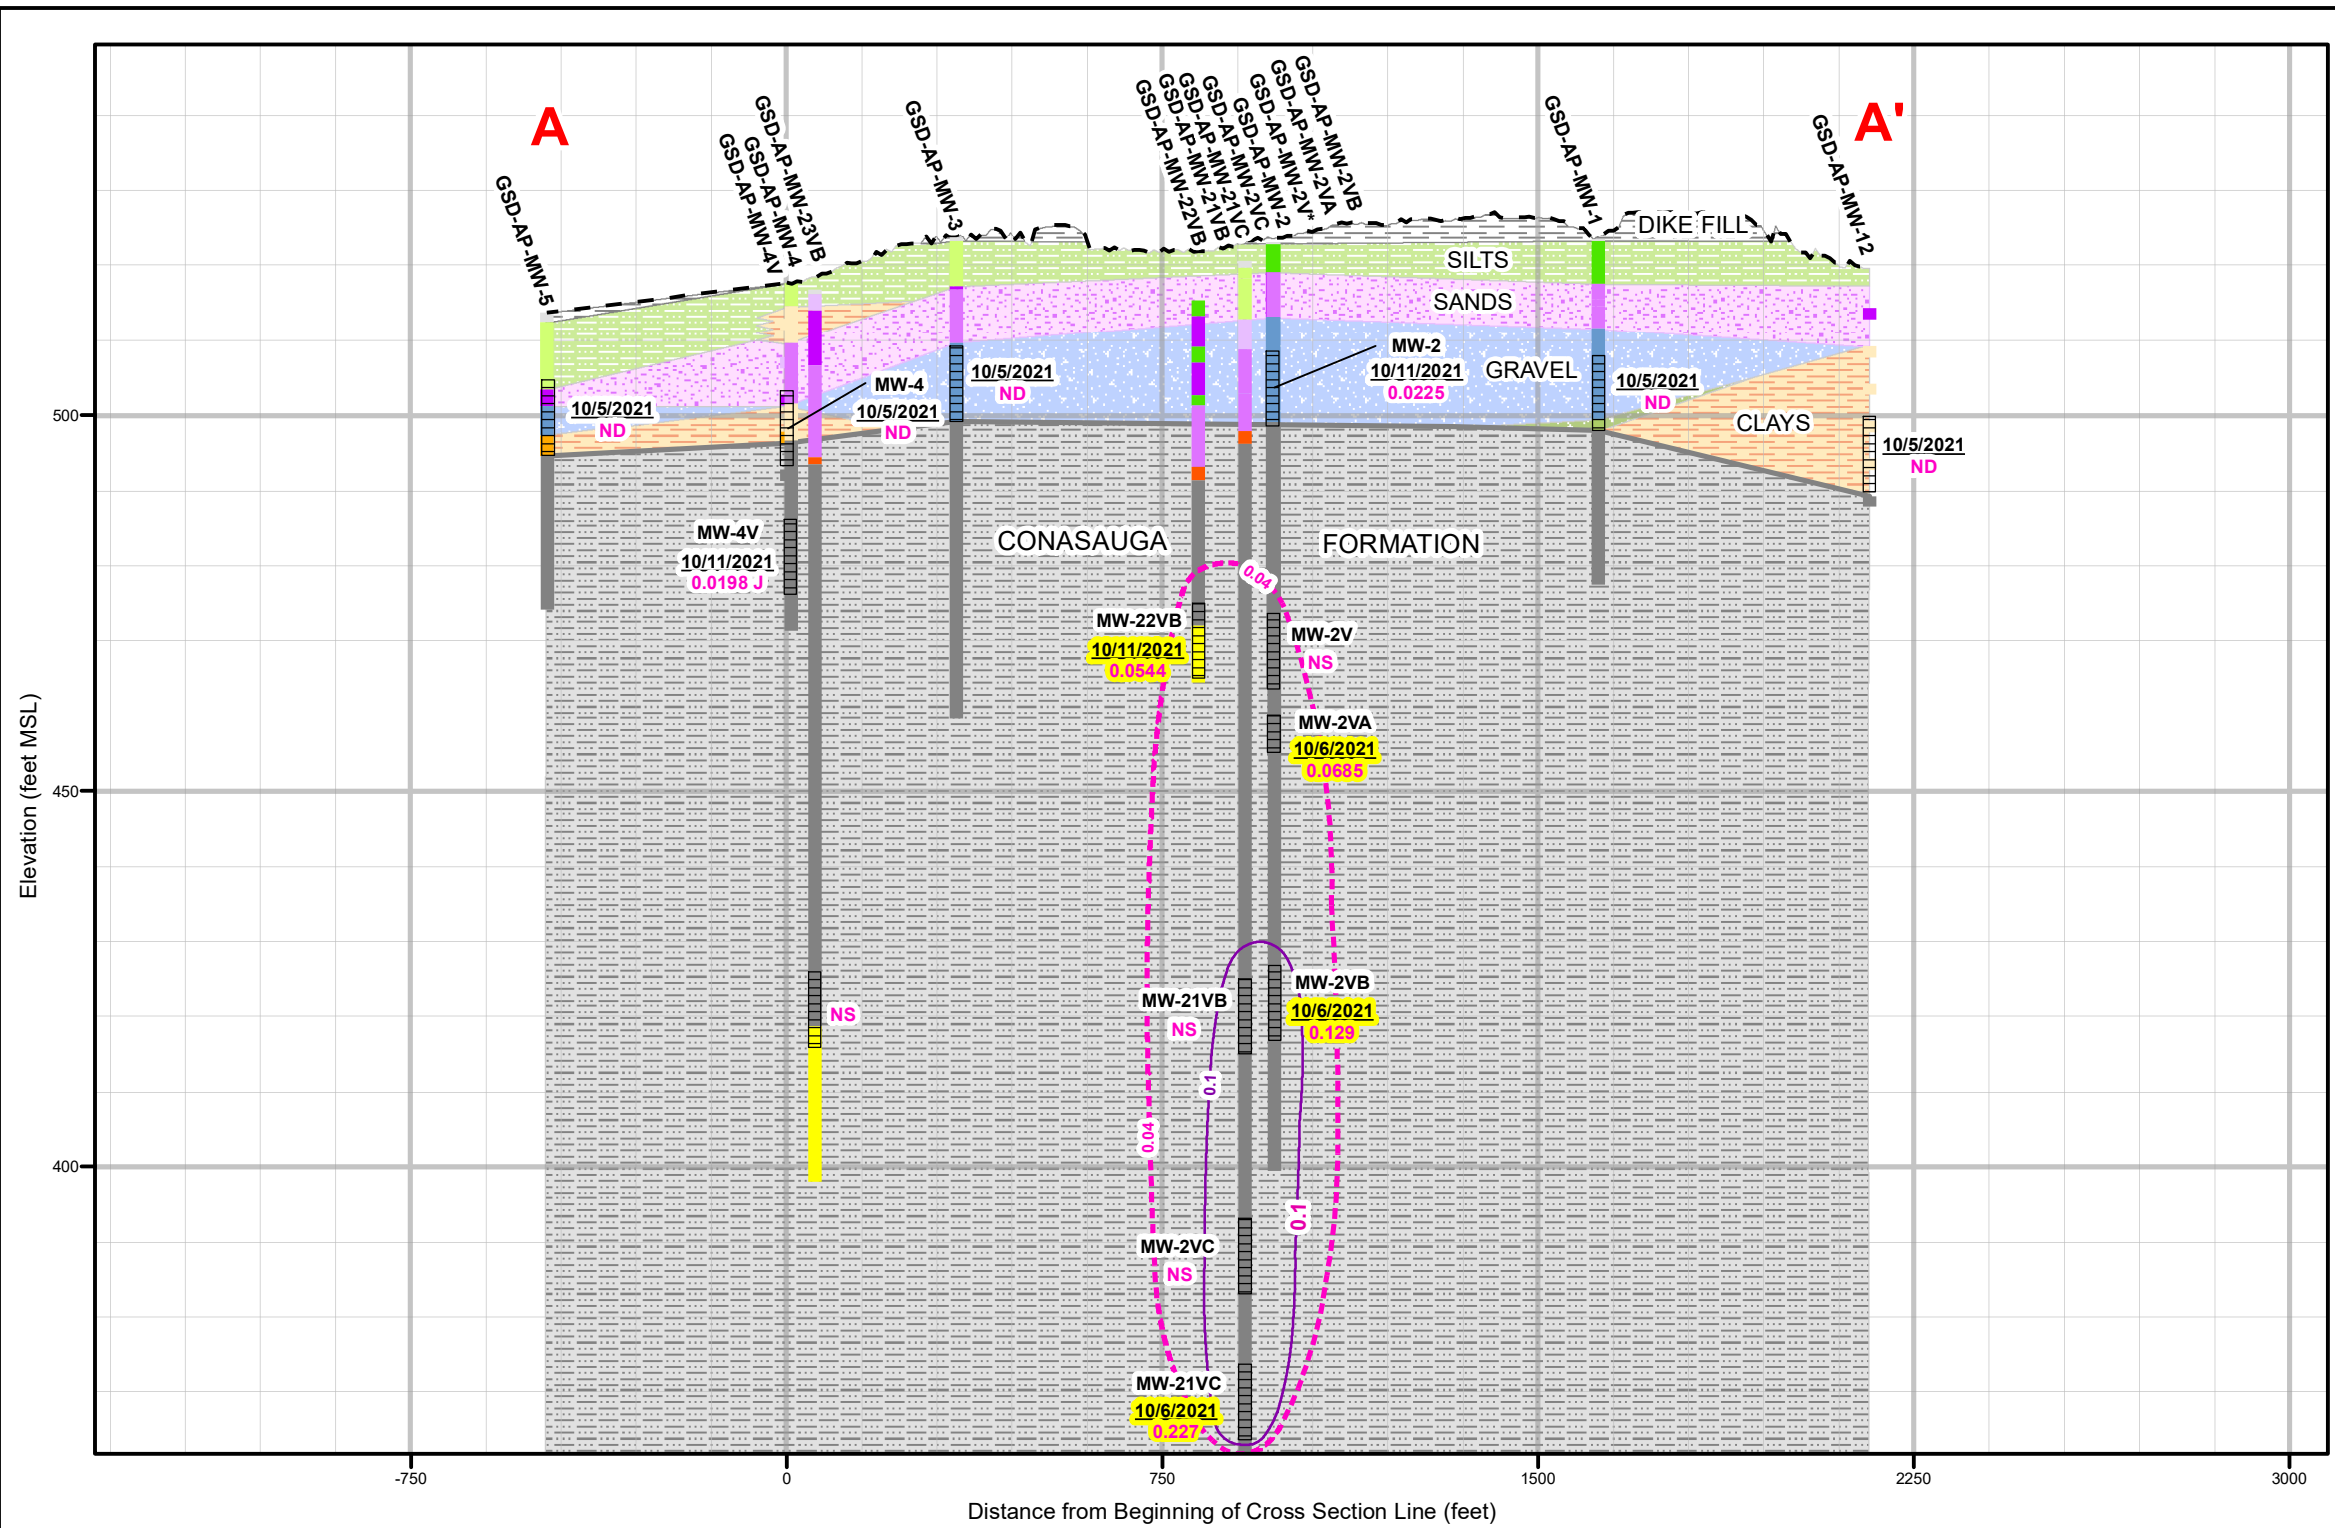 A
A'
GSD-AP-MW-5
GSD-AP-MW-4V
GSD-AP-MW-4
GSD-AP-MW-23VB
GSD-AP-MW-3
GSD-AP-MW-22VB
GSD-AP-MW-21VB
GSD-AP-MW-21VC
GSD-AP-MW-2VC
GSD-AP-MW-2
GSD-AP-MW-2V*
GSD-AP-MW-2VA
GSD-AP-MW-2VB
GSD-AP-MW-1
GSD-AP-MW-12
DIKE FILL
SILTS
SANDS
GRAVEL
CLAYS
CONASAUGA
FORMATION
10/5/2021
ND
MW-4
10/5/2021
ND
10/5/2021
ND
MW-2
10/11/2021
0.0225
10/5/2021
ND
10/5/2021
ND
MW-4V
10/11/2021
0.0198 J
0.04
MW-22VB
10/11/2021
0.0544
MW-2V
NS
MW-2VA
10/6/2021
0.0685
NS
MW-21VB
NS
MW-2VB
10/6/2021
0.129
0.1
0.04
0.1
MW-2VC
NS
MW-21VC
10/6/2021
0.227
Elevation (feet MSL)
500
450
400
-750
0
750
1500
2250
3000
Distance from Beginning of Cross Section Line (feet)